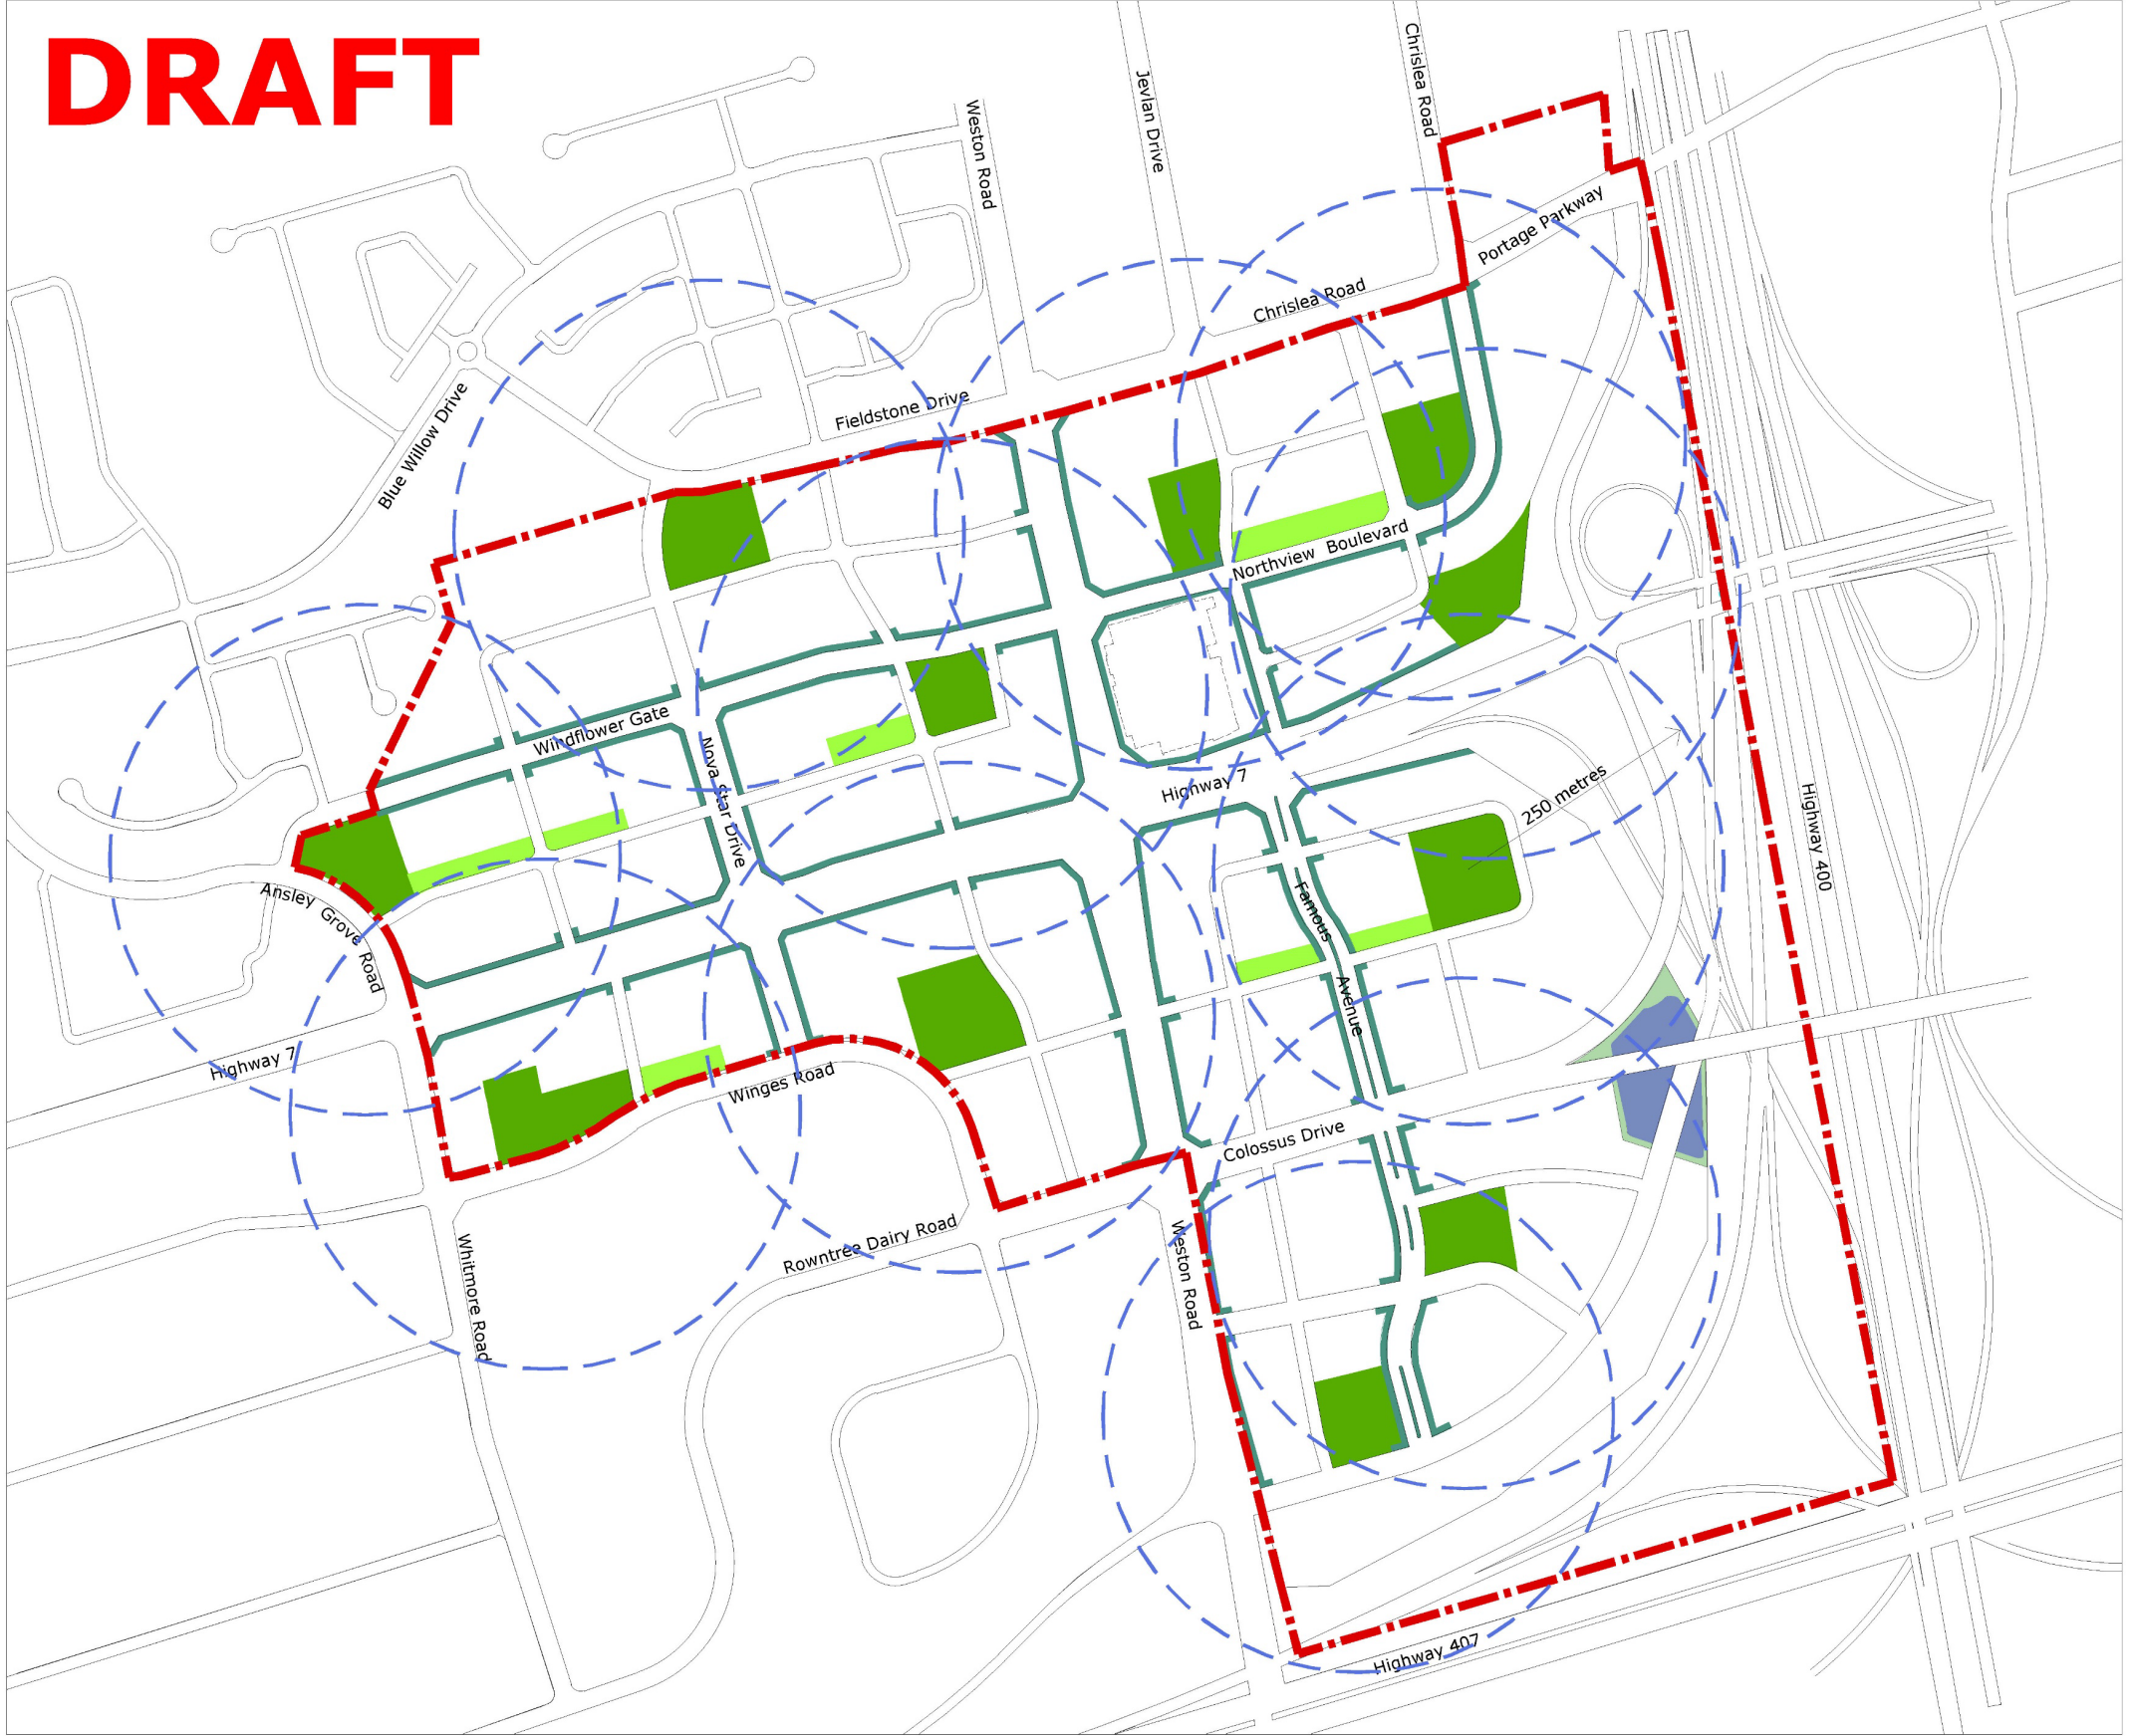 DRAFT
Chrislea Road
Jevlan Drive
Weston Road
Portage Parkway
Chrislea Road
Fieldstone Drive
Blue Willow Drive
Northview Boulevard
Windflower Gate
Nova Star Drive
Highway 7
250 metres
Highway 400
Famous
Avenue
Ansley Grove
Road
Highway 7
Winges Road
Colossus Drive
Rowntree Dairy Road
Weston Road
Whitmore Road
Highway 407